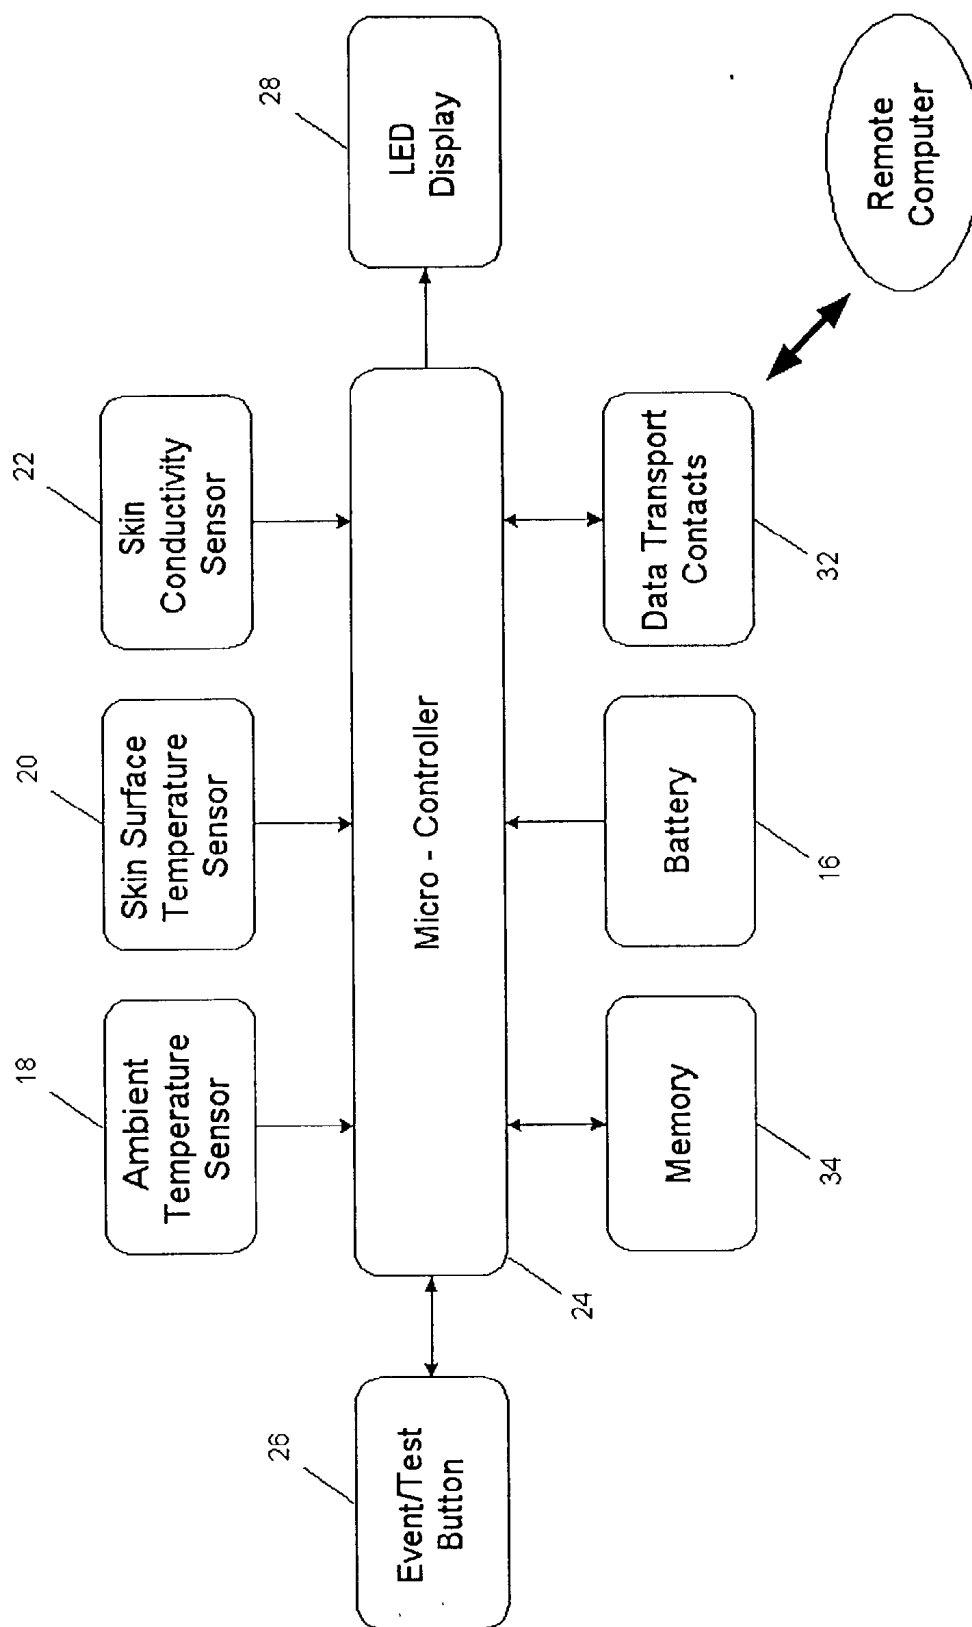 18
20
22
Ambient
Temperature
Sensor
Skin Surface
Temperature
Sensor
Skin
Conductivity
Sensor
26
28
Event/Test
Button
Micro - Controller
LED
Display
24
Memory
Battery
Data Transport
Contacts
34
16
32
Remote
Computer